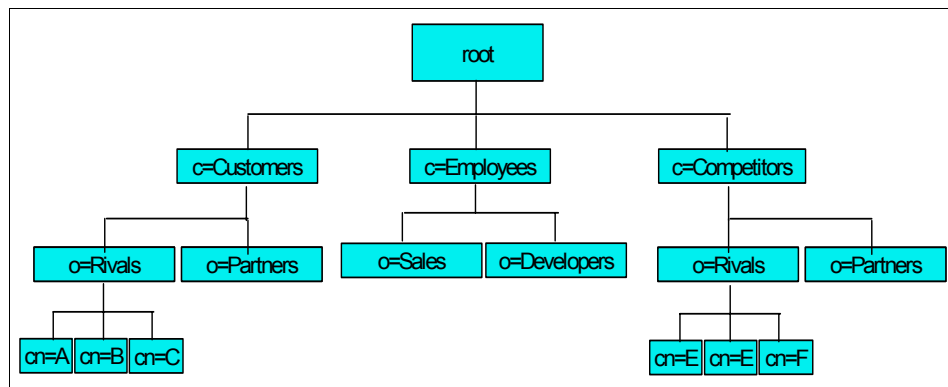 root
c=Customers
c=Employees
c=Competitors
o=Rivals
o=Partners
o=Sales
o=Developers
o=Rivals
o=Partners
cn=A
cn=B
cn=C
cn=E
cn=E
cn=F